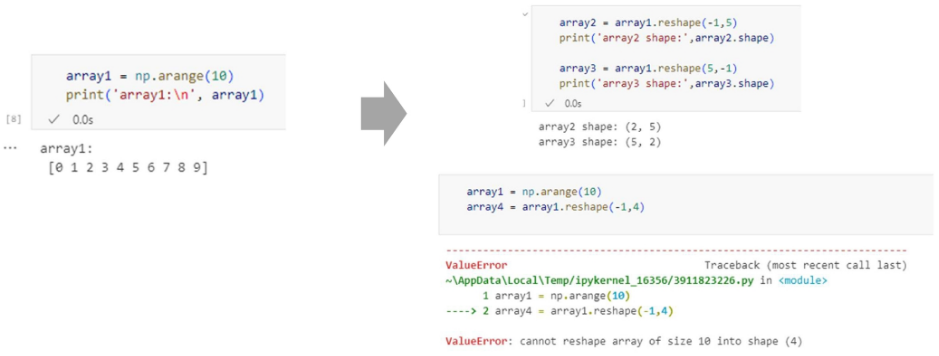 array1 = np.arange(10)
print('array1:\n', array1)
[8]
✓ 0.0s
...
array1:
[0 1 2 3 4 5 6 7 8 9]
array2 = array1.reshape(-1,5)
print('array2 shape:',array2.shape)
array3 = array1.reshape(5,-1)
print('array3 shape:',array3.shape)
]
✓ 0.0s
array2 shape: (2, 5)
array3 shape: (5, 2)
array1 = np.arange(10)
array4 = array1.reshape(-1,4)
---------------------------------------------------------------------------
ValueError Traceback (most recent call last)
~\AppData\Local\Temp/ipykernel_16356/3911823226.py in <module>
1 array1 = np.arange(10)
----> 2 array4 = array1.reshape(-1,4)
ValueError: cannot reshape array of size 10 into shape (4)